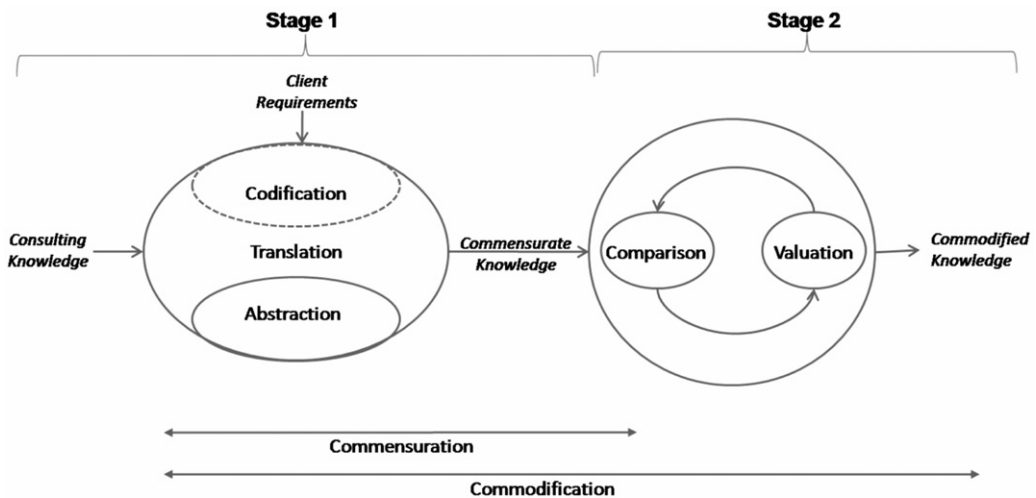 Stage 1
Stage 2
Client
Requirements
Codification
Consulting
Knowledge
Translation
Commensurate
Knowledge
Comparison
Valuation
Commodified
Knowledge
Abstraction
Commensuration
Commodification